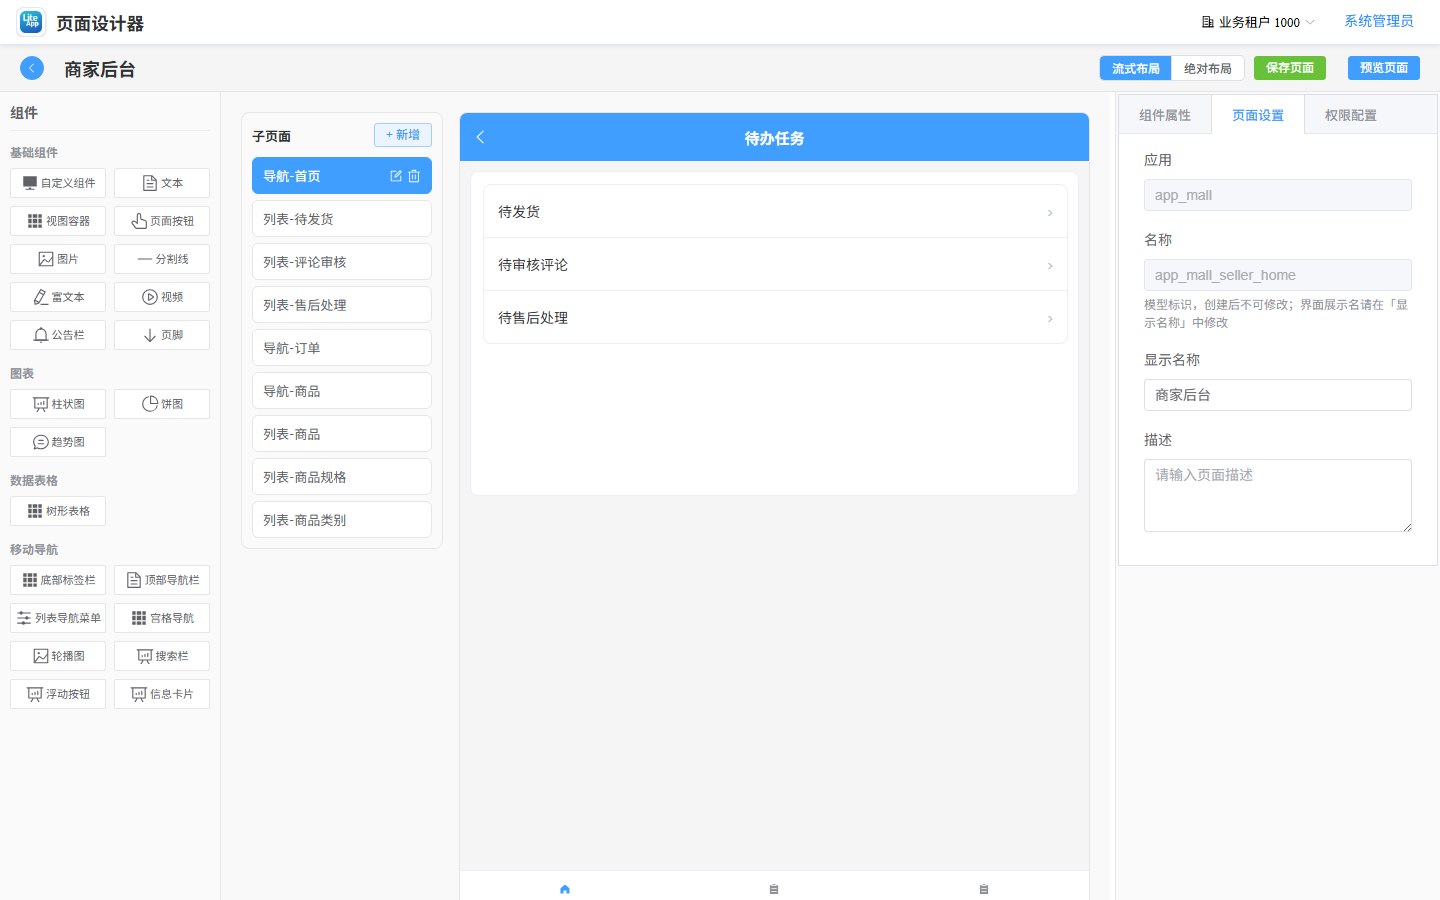 Lite
App
页面设计器
业务租户 1000
系统管理员
商家后台
流式布局
绝对布局
保存页面
预览页面
组件
基础组件
自定义组件
文本
视图容器
页面按钮
图片
分割线
富文本
视频
公告栏
页脚
图表
柱状图
饼图
趋势图
数据表格
树形表格
移动导航
底部标签栏
顶部导航栏
列表导航菜单
宫格导航
轮播图
搜索栏
浮动按钮
信息卡片
子页面
+ 新增
导航-首页
列表-待发货
列表-评论审核
列表-售后处理
导航-订单
导航-商品
列表-商品
列表-商品规格
列表-商品类别
待办任务
待发货
待审核评论
待售后处理
组件属性
页面设置
权限配置
应用
app_mall
名称
app_mall_seller_home
模型标识，创建后不可修改；界面展示名请在「显
示名称」中修改
显示名称
商家后台
描述
请输入页面描述